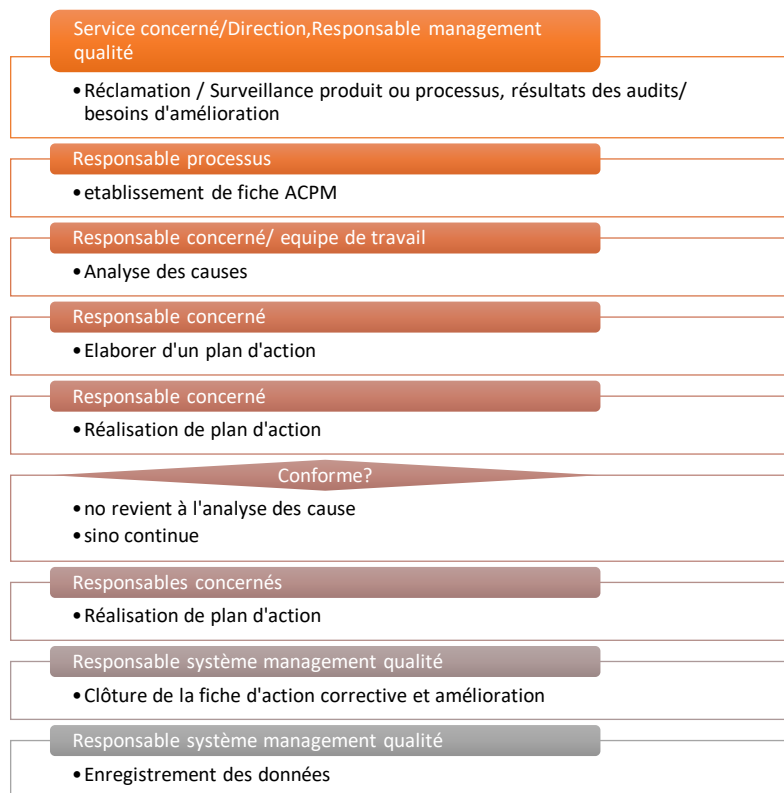 Service concerné/Direction,Responsable management
qualité
•Réclamation / Surveillance produit ou processus, résultats des audits/
besoins d'amélioration
Responsable processus
•etablissement de fiche ACPM
Responsable concerné/ equipe de travail
•Analyse des causes
Responsable concerné
•Elaborer d'un plan d'action
Responsable concerné
•Réalisation de plan d'action
Conforme?
•no revient à l'analyse des cause
•sino continue
Responsables concernés
•Réalisation de plan d'action
Responsable système management qualité
•Clôture de la fiche d'action corrective et amélioration
Responsable système management qualité
•Enregistrement des données